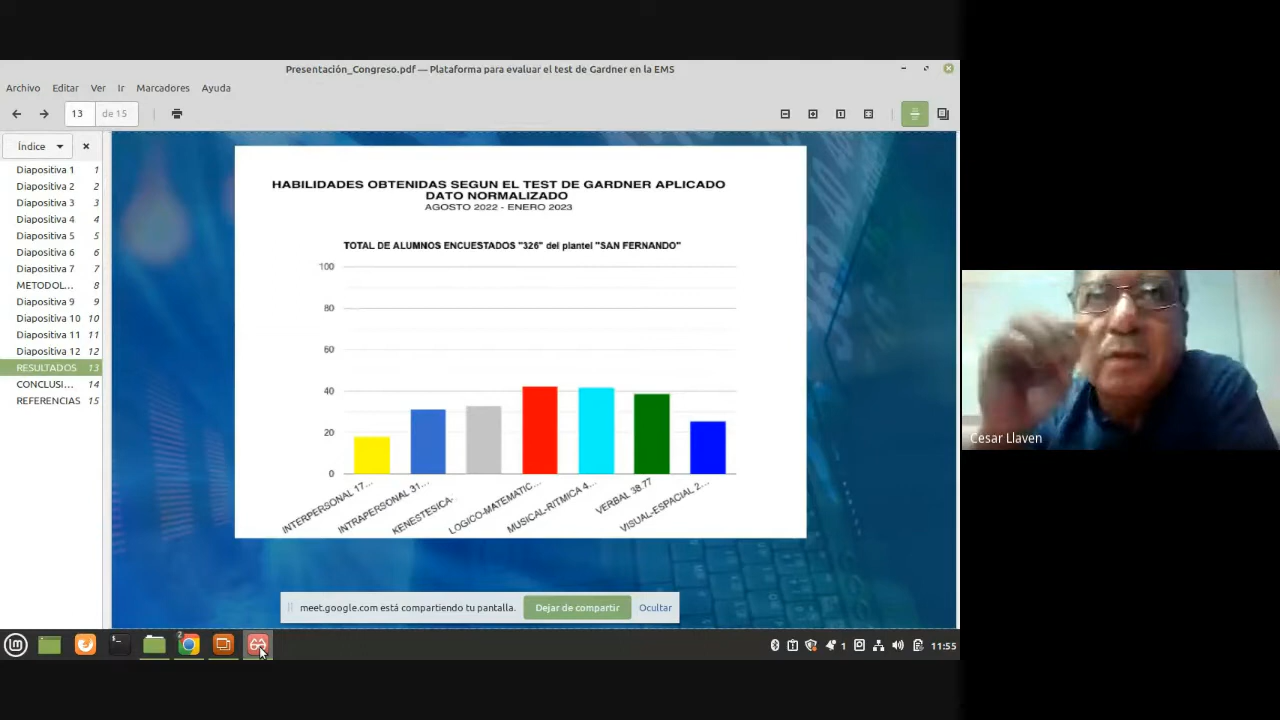 Presentación_Congreso.pdf — Plataforma para evaluar el test de Gardner en la EMS
Archivo Editar Ver Ir Marcadores Ayuda
13 de 15
Índice
Diapositiva 1 1
Diapositiva 2 2
Diapositiva 3 3
Diapositiva 4 4
Diapositiva 5 5
Diapositiva 6 6
Diapositiva 7 7
METODOL... 8
Diapositiva 9 9
Diapositiva 10 10
Diapositiva 11 11
Diapositiva 12 12
RESULTADOS 13
CONCLUSI... 14
REFERENCIAS 15
HABILIDADES OBTENIDAS SEGUN EL TEST DE GARDNER APLICADO
DATO NORMALIZADO
AGOSTO 2022 - ENERO 2023
TOTAL DE ALUMNOS ENCUESTADOS "326" del plantel "SAN FERNANDO"
100
80
60
40
20
0
INTERPERSONAL 17...
INTRAPERSONAL 31...
KENESTESICA...
LOGICO-MATEMATIC...
MUSICAL-RITMICA 4...
VERBAL 38.77
VISUAL-ESPACIAL 2...
meet.google.com está compartiendo tu pantalla. Dejar de compartir Ocultar
2
1 11:55
Cesar Llaven